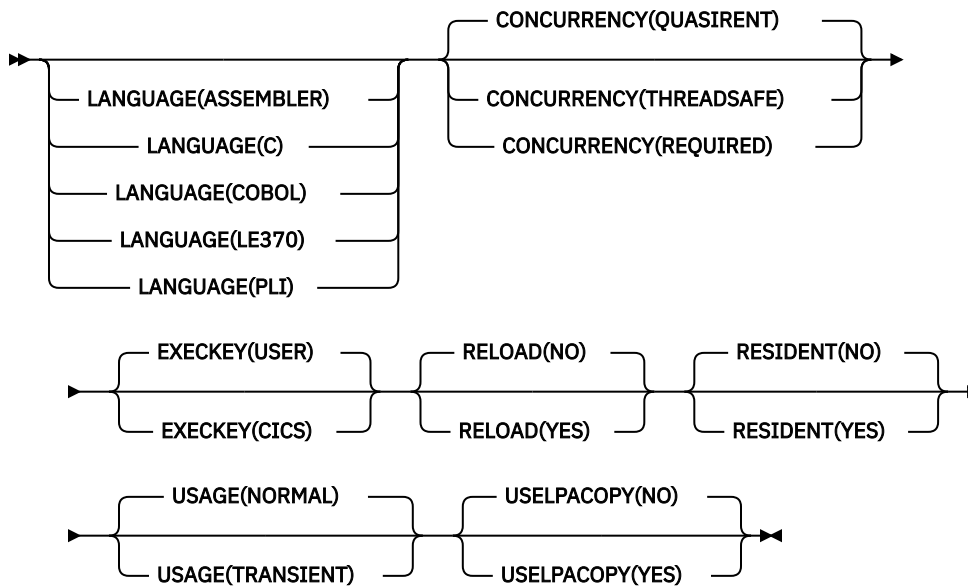 CONCURRENCY(QUASIRENT)
LANGUAGE(ASSEMBLER) CONCURRENCY(THREADSAFE)
LANGUAGE(C) CONCURRENCY(REQUIRED)
LANGUAGE(COBOL)
LANGUAGE(LE370)
LANGUAGE(PLI)
EXECKEY(USER) RELOAD(NO) RESIDENT(NO)
EXECKEY(CICS) RELOAD(YES) RESIDENT(YES)
USAGE(NORMAL) USELPACOPY(NO)
USAGE(TRANSIENT) USELPACOPY(YES)